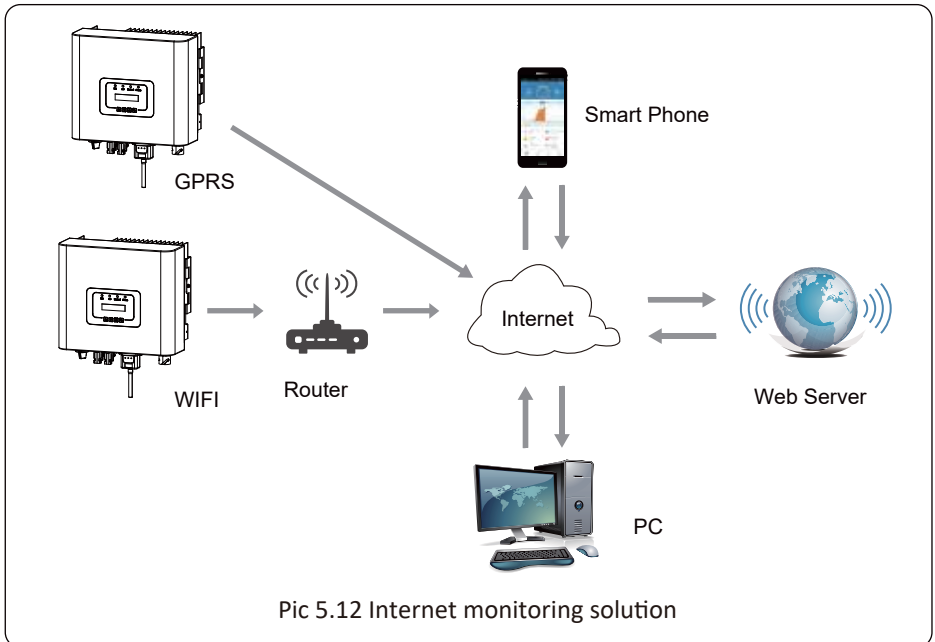 GPRS
Smart Phone
WIFI
Router
Internet
Web Server
PC
Pic 5.12 Internet monitoring solution